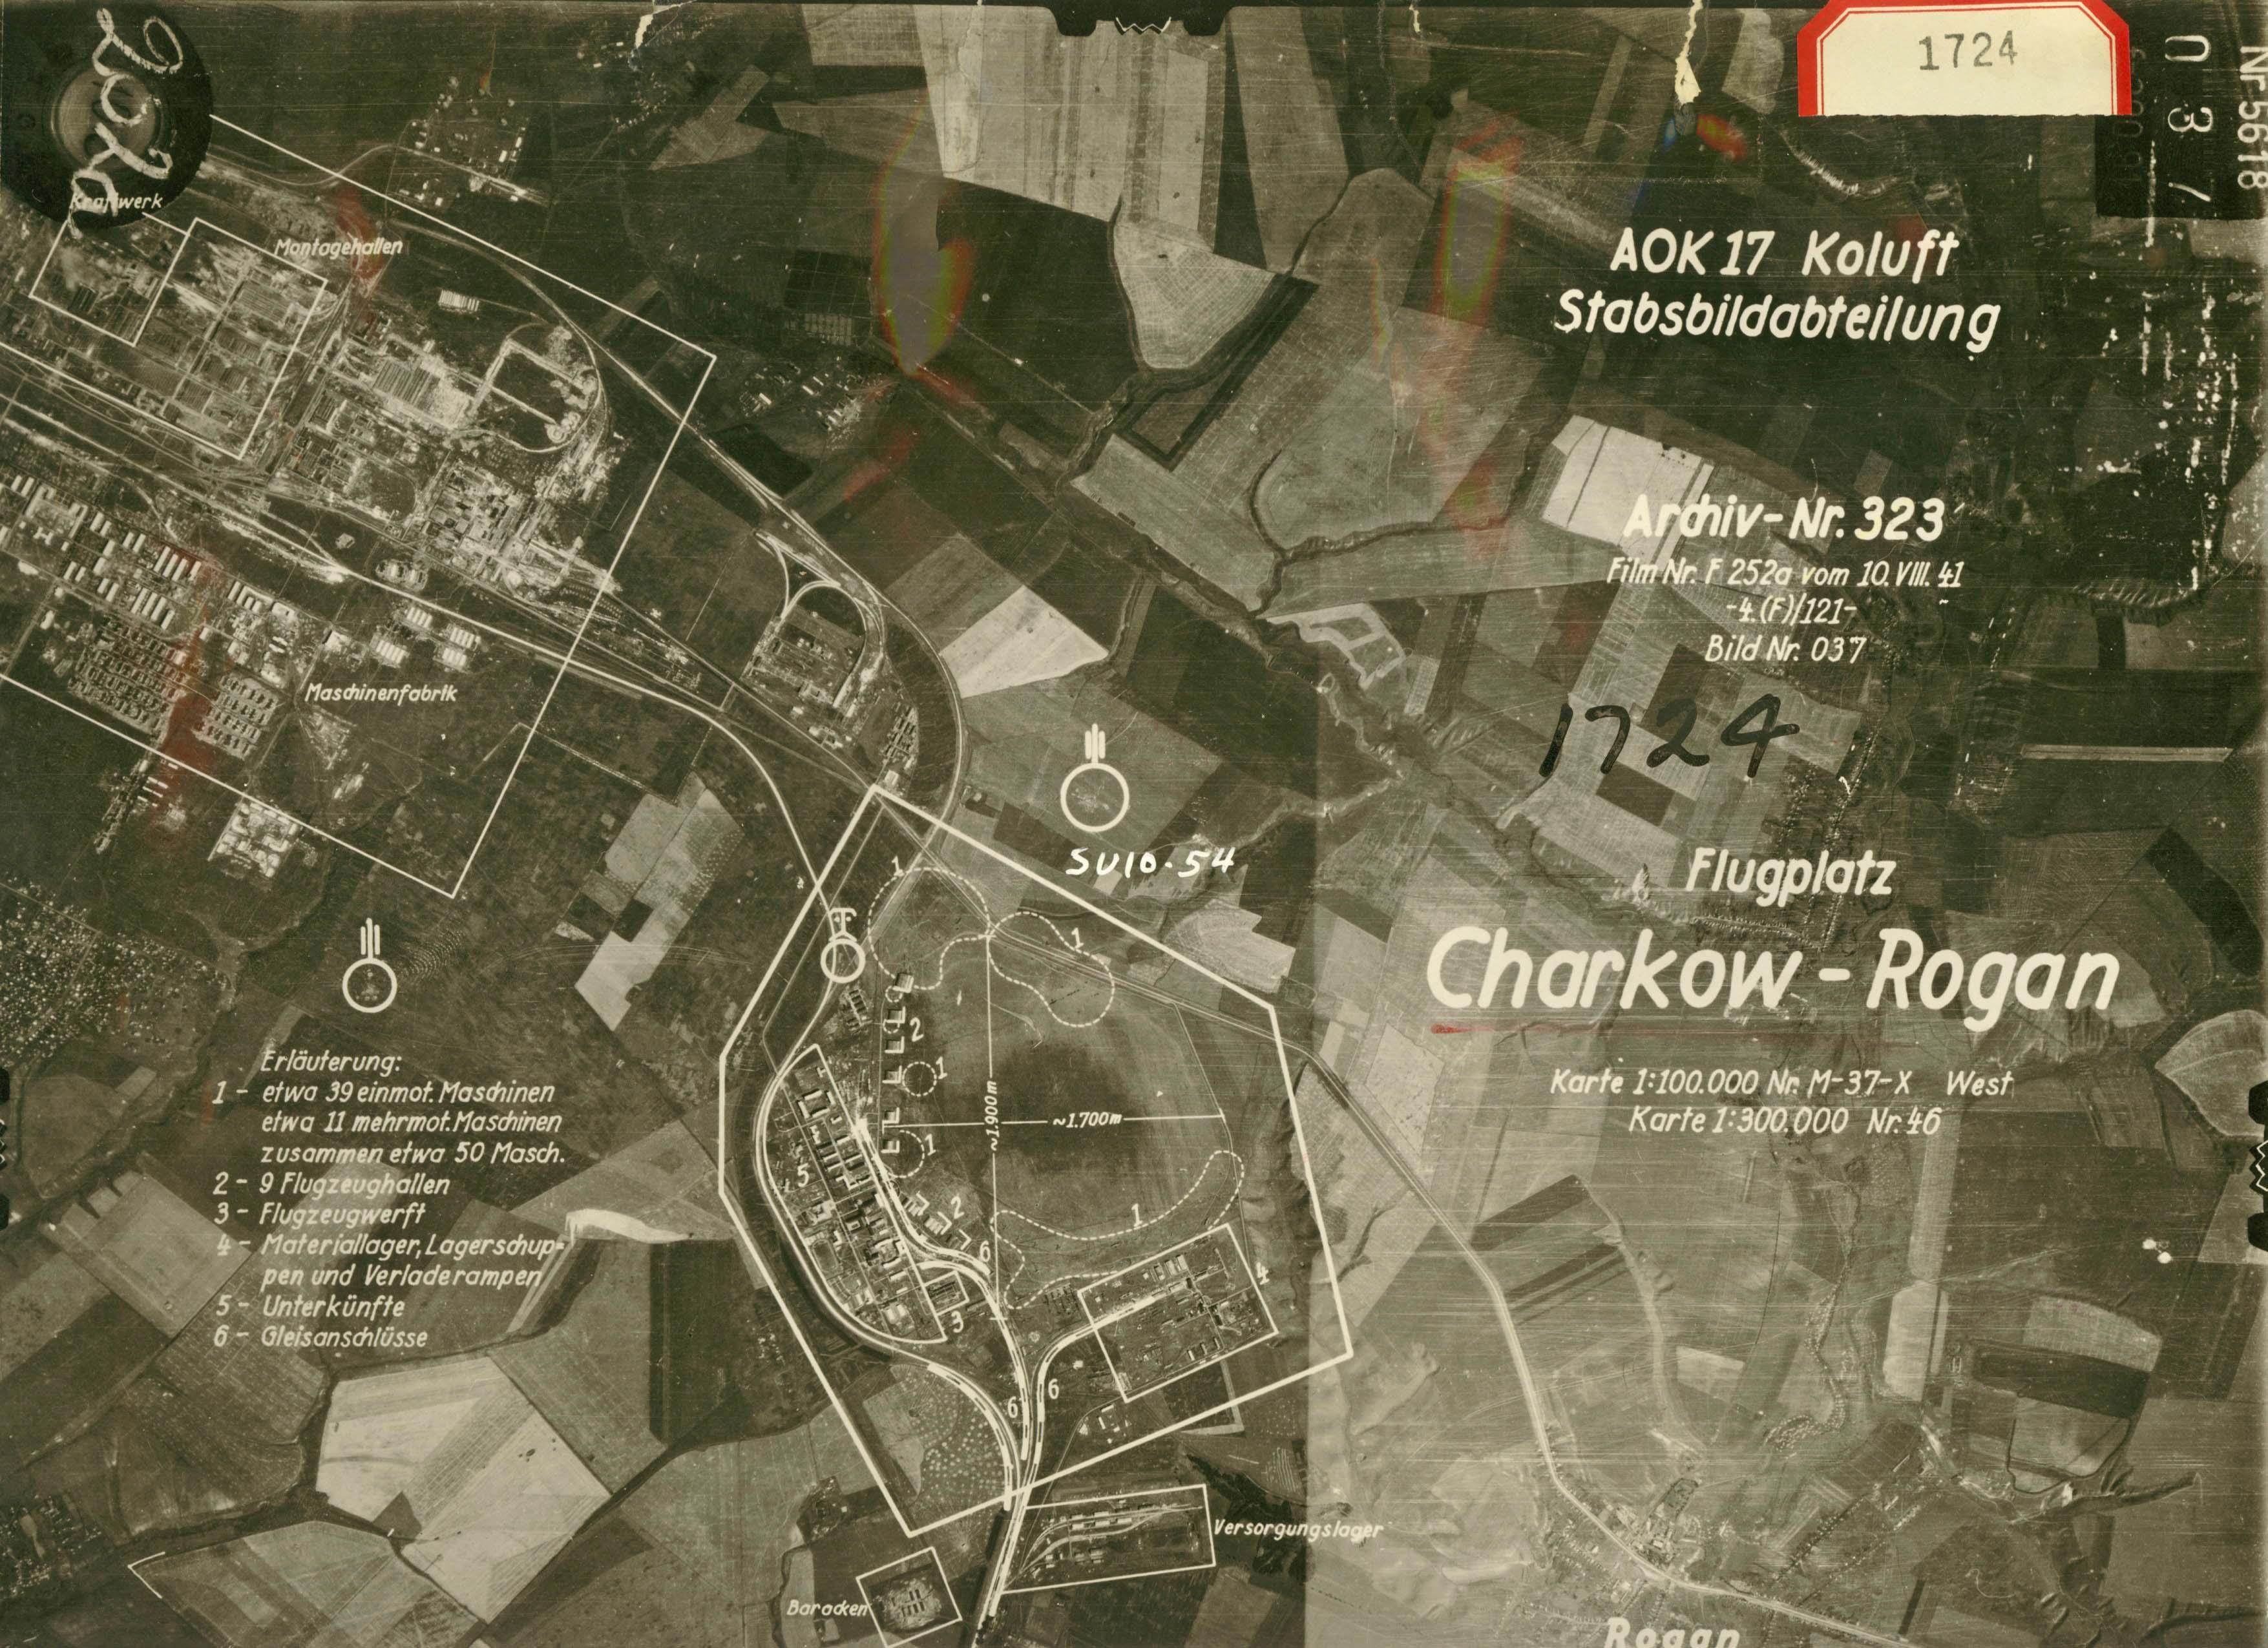 1724
037
Nr. 5618
Kraftwerk
Montagehallen
AOK 17 Koluft
Stabsbildabteilung
Archiv-Nr. 323
Film Nr. F 252a vom 10. VIII. 41
-4.(F)/121-
Bild Nr. 037
1724
Maschinenfabrik
SU10-54
Flugplatz
Charkow-Rogan
Karte 1:100.000 Nr. M-37-X West
Karte 1:300.000 Nr. 46
Erläuterung:
1 - etwa 39 einmot. Maschinen
etwa 11 mehrmot. Maschinen
zusammen etwa 50 Masch.
2 - 9 Flugzeughallen
3 - Flugzeugwerft
4 - Materiallager, Lagerschup=
pen und Verladerampen
5 - Unterkünfte
6 - Gleisanschlüsse
1
1
2
1
~1.900m
~1.700m
1
5
2
1
6
4
3
6
6
Versorgungslager
Baracken
Rogan